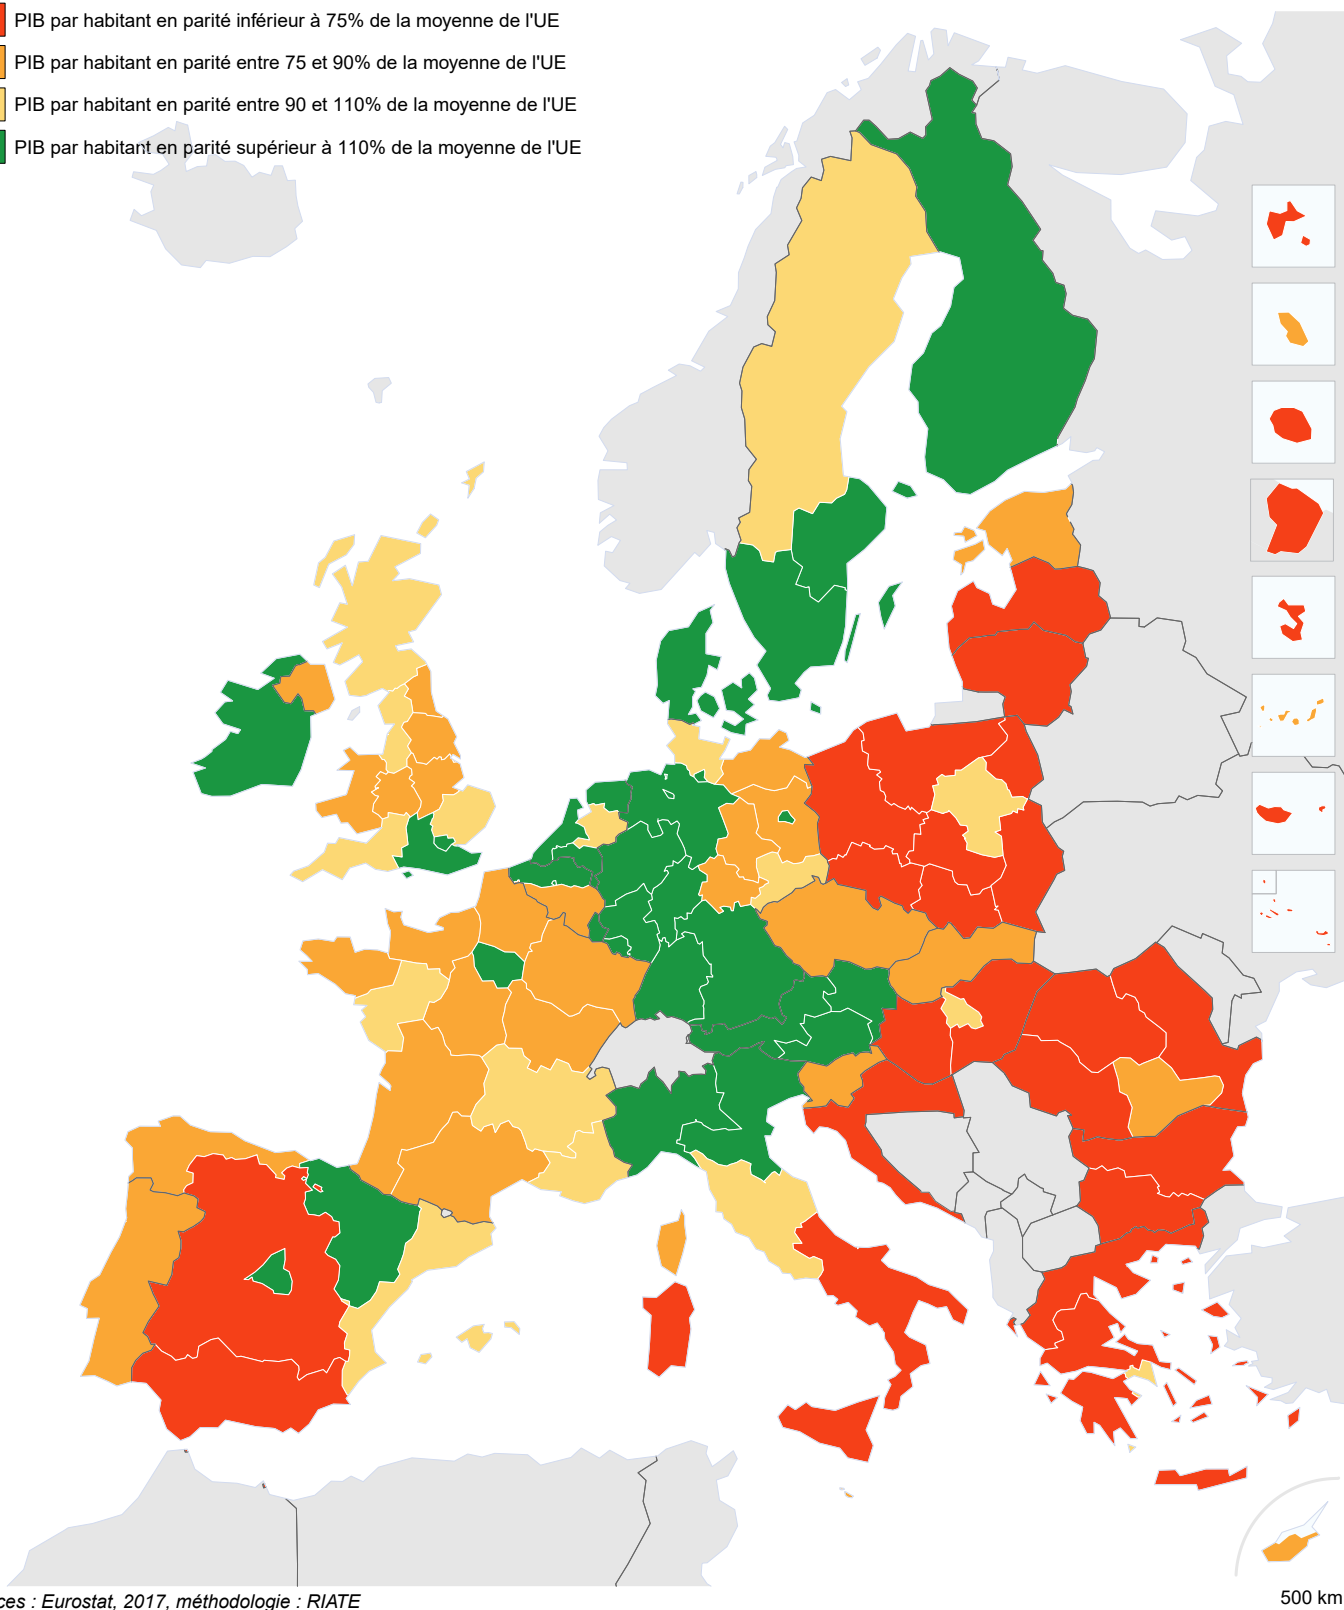 PIB par habitant en parité inférieur à 75% de la moyenne de l'UE
PIB par habitant en parité entre 75 et 90% de la moyenne de l'UE
PIB par habitant en parité entre 90 et 110% de la moyenne de l'UE
PIB par habitant en parité supérieur à 110% de la moyenne de l'UE
ces : Eurostat, 2017, méthodologie : RIATE
500 km